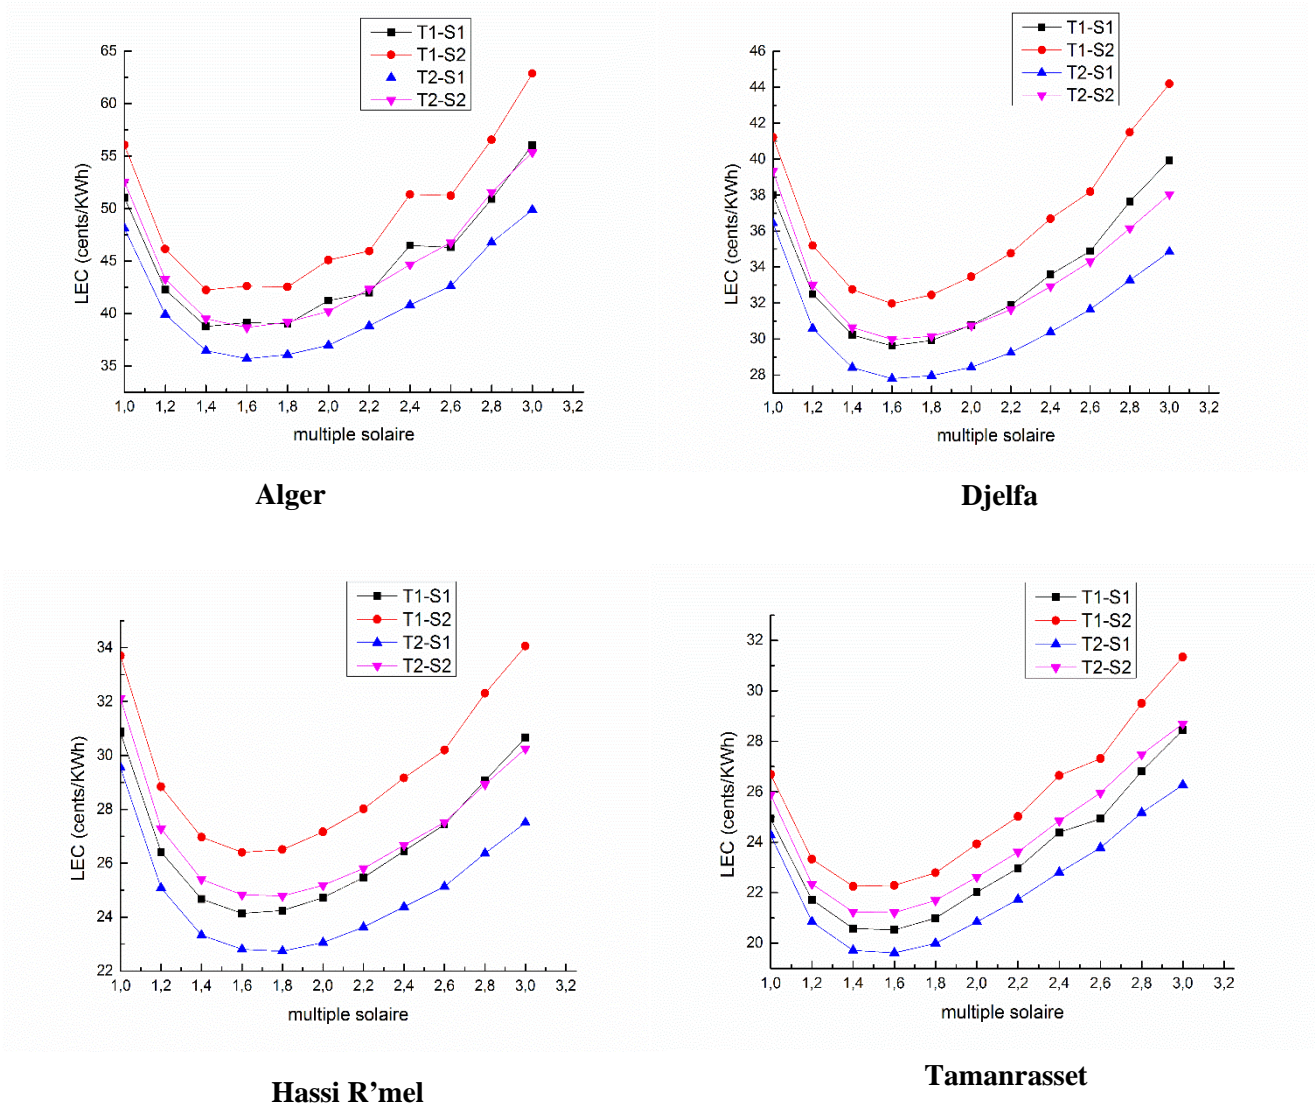 T1-S1
T1-S2
T2-S1
T2-S2
65
60
55
50
45
40
35
LEC (cents/KWh)
1,0 1,2 1,4 1,6 1,8 2,0 2,2 2,4 2,6 2,8 3,0 3,2
multiple solaire
Alger
T1-S1
T1-S2
T2-S1
T2-S2
46
44
42
40
38
36
34
32
30
28
LEC (cents/KWh)
1,0 1,2 1,4 1,6 1,8 2,0 2,2 2,4 2,6 2,8 3,0 3,2
multiple solaire
Djelfa
T1-S1
T1-S2
T2-S1
T2-S2
34
32
30
28
26
24
22
LEC (cents/KWh)
1,0 1,2 1,4 1,6 1,8 2,0 2,2 2,4 2,6 2,8 3,0 3,2
multiple solaire
Hassi R’mel
T1-S1
T1-S2
T2-S1
T2-S2
32
30
28
26
24
22
20
LEC (cents/KWh)
1,0 1,2 1,4 1,6 1,8 2,0 2,2 2,4 2,6 2,8 3,0 3,2
multiple solaire
Tamanrasset